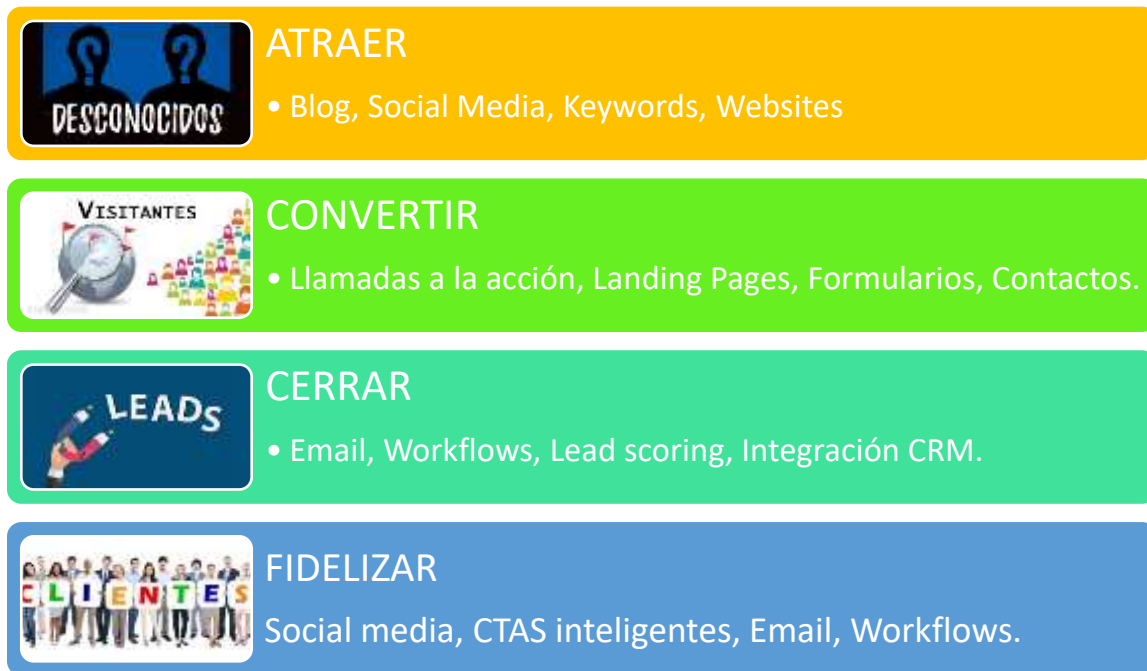 DESCONOCIDOS
ATRAER
• Blog, Social Media, Keywords, Websites
VISITANTES
CONVERTIR
• Llamadas a la acción, Landing Pages, Formularios, Contactos.
LEADS
CERRAR
• Email, Workflows, Lead scoring, Integración CRM.
CLIENTES
FIDELIZAR
Social media, CTAS inteligentes, Email, Workflows.